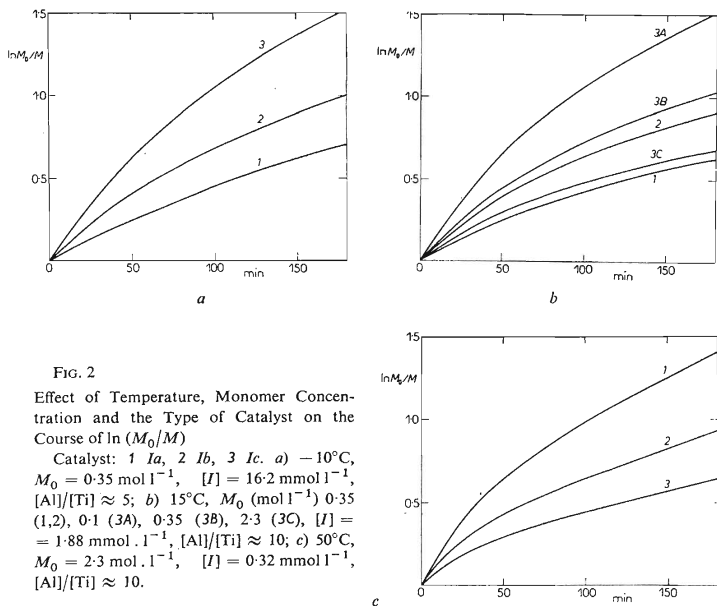 1·5
ln M₀/M
1·0
0·5
0
50
100
150
min
3
2
1
a
1·5
ln M₀/M
1·0
0·5
0
50
100
150
min
3A
3B
2
3C
1
b
FIG. 2
Effect of Temperature, Monomer Concen-
tration and the Type of Catalyst on the
Course of ln (M₀/M)
Catalyst: 1 Ia, 2 Ib, 3 Ic. a) −10°C,
M₀ = 0·35 mol l⁻¹, [I] = 16·2 mmol l⁻¹,
[Al]/[Ti] ≈ 5; b) 15°C, M₀ (mol l⁻¹) 0·35
(1,2), 0·1 (3A), 0·35 (3B), 2·3 (3C), [I] =
= 1·88 mmol . l⁻¹, [Al]/[Ti] ≈ 10; c) 50°C,
M₀ = 2·3 mol . l⁻¹, [I] = 0·32 mmol l⁻¹,
[Al]/[Ti] ≈ 10.
1·5
ln M₀/M
1·0
0·5
0
50
100
150
min
1
2
3
c